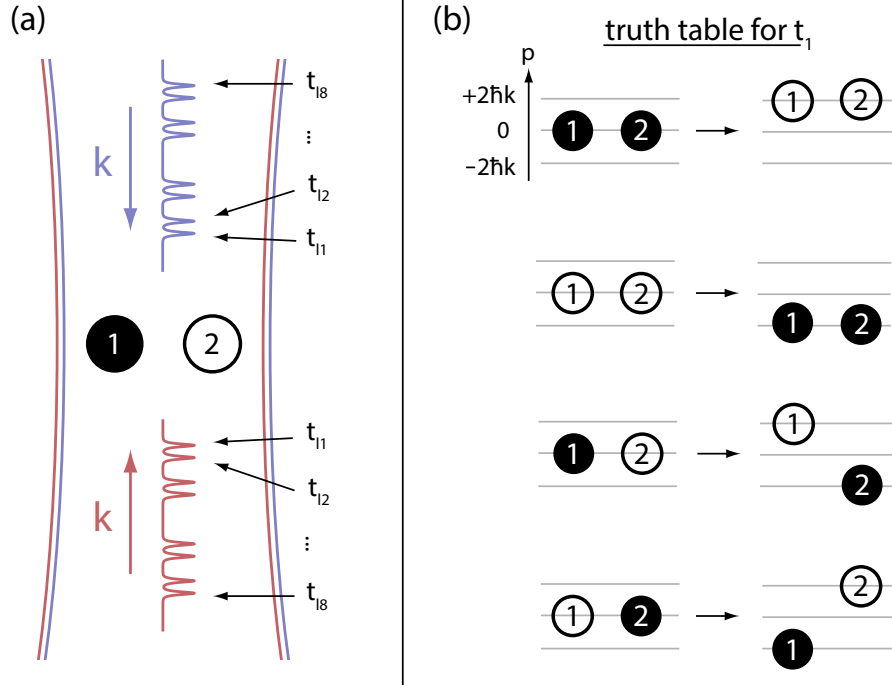 (a)
t_l8
...
k
t_l2
t_l1
1 2
t_l1
k
t_l2
...
t_l8
(b)
truth table for t_1
p
+2ħk
0
−2ħk
1 2 1 2
1 2 1 2
1 2 1 2
1 2 1 2